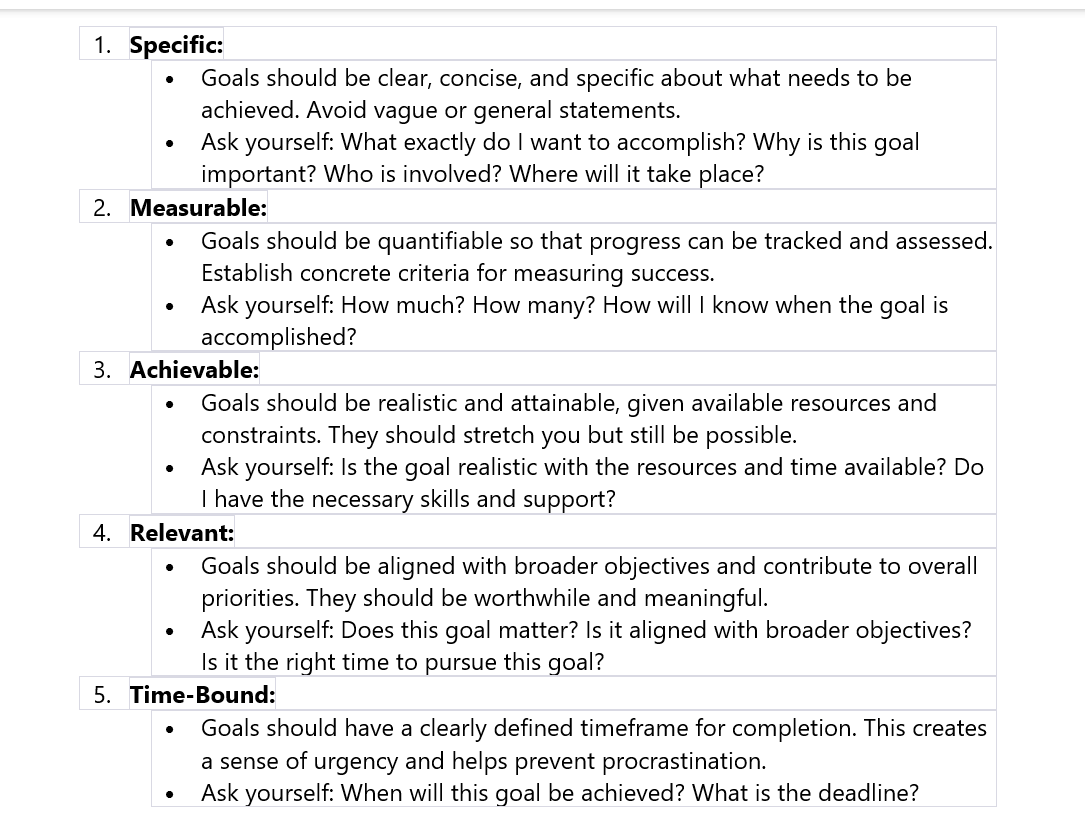 1. Specific:
• Goals should be clear, concise, and specific about what needs to be
achieved. Avoid vague or general statements.
• Ask yourself: What exactly do I want to accomplish? Why is this goal
important? Who is involved? Where will it take place?
2. Measurable:
• Goals should be quantifiable so that progress can be tracked and assessed.
Establish concrete criteria for measuring success.
• Ask yourself: How much? How many? How will I know when the goal is
accomplished?
3. Achievable:
• Goals should be realistic and attainable, given available resources and
constraints. They should stretch you but still be possible.
• Ask yourself: Is the goal realistic with the resources and time available? Do
I have the necessary skills and support?
4. Relevant:
• Goals should be aligned with broader objectives and contribute to overall
priorities. They should be worthwhile and meaningful.
• Ask yourself: Does this goal matter? Is it aligned with broader objectives?
Is it the right time to pursue this goal?
5. Time-Bound:
• Goals should have a clearly defined timeframe for completion. This creates
a sense of urgency and helps prevent procrastination.
• Ask yourself: When will this goal be achieved? What is the deadline?